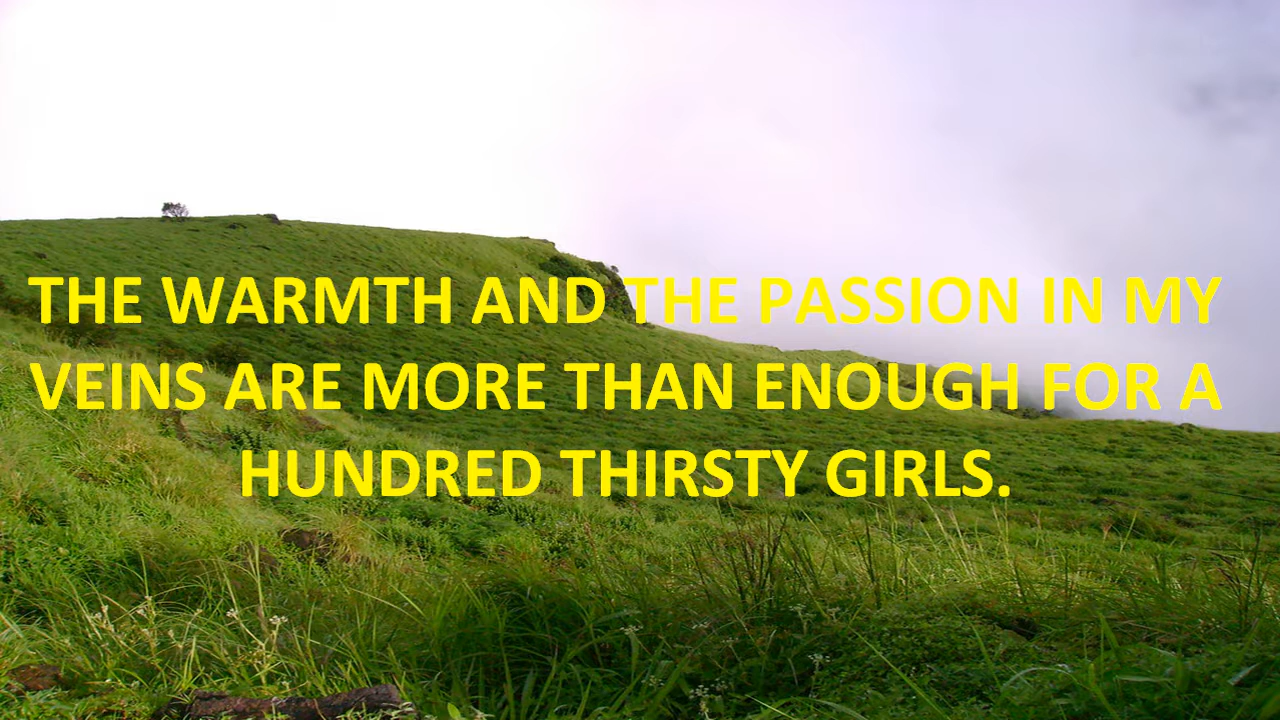 THE WARMTH AND THE PASSION IN MY
VEINS ARE MORE THAN ENOUGH FOR A
HUNDRED THIRSTY GIRLS.